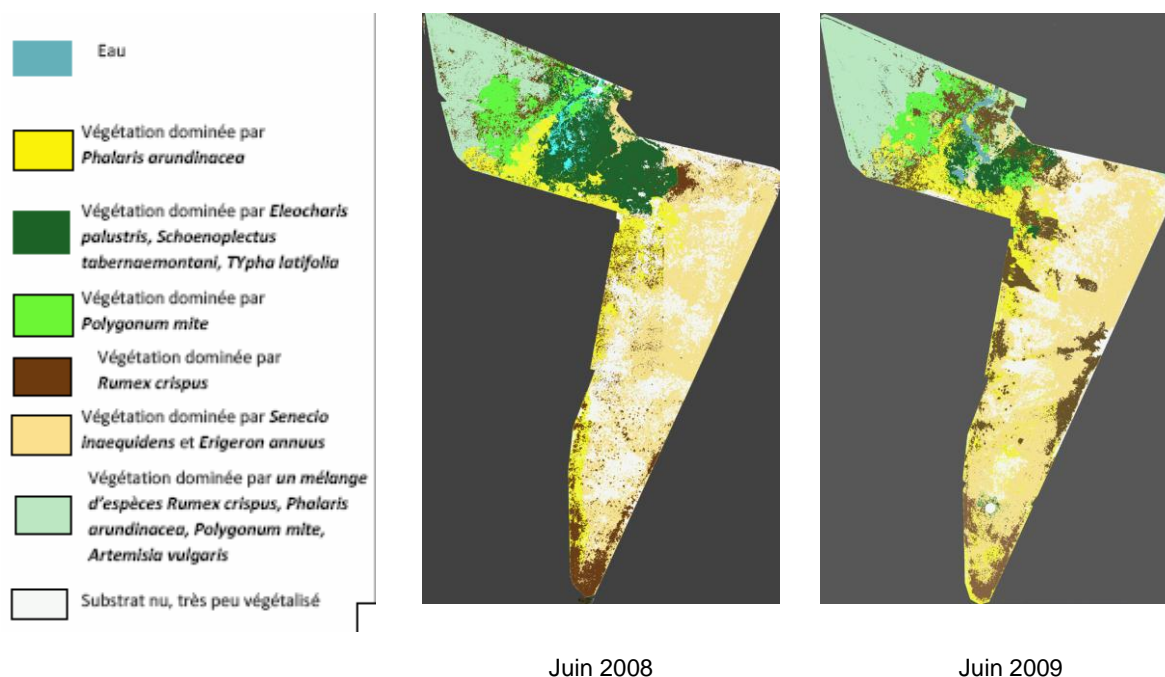 Eau
Végétation dominée par
Phalaris arundinacea
Végétation dominée par Eleocharis
palustris, Schoenoplectus
tabernaemontani, TYpha latifolia
Végétation dominée par
Polygonum mite
Végétation dominée par
Rumex crispus
Végétation dominée par Senecio
inaequidens et Erigeron annuus
Végétation dominée par un mélange
d'espèces Rumex crispus, Phalaris
arundinacea, Polygonum mite,
Artemisia vulgaris
Substrat nu, très peu végétalisé
Juin 2008
Juin 2009